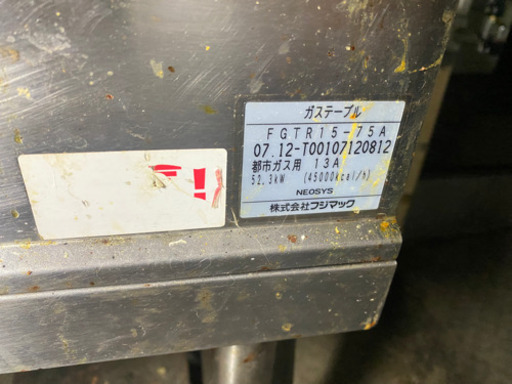 ガステーブル
FGTR15-75A
07.12-T00107120812
都市ガス用 13A
52.3kW (45000kcal/h)
NEOSYS
株式会社フジマック